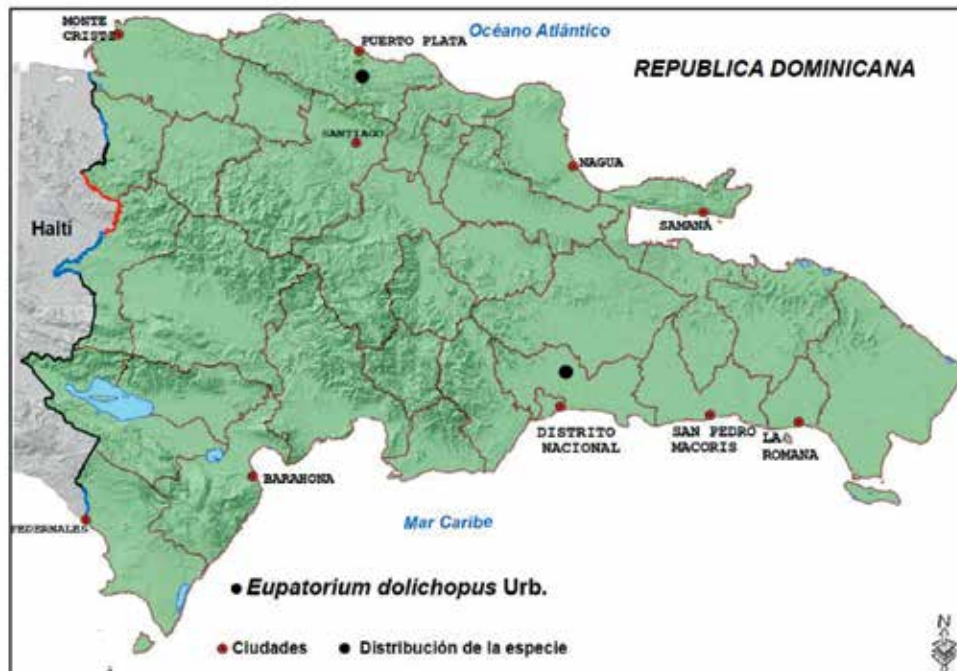 MONTE
CRISTI
PUERTO PLATA
Océano Atlántico
REPUBLICA DOMINICANA
SANTIAGO
NAGUA
SAMANÁ
Haití
DISTRITO
NACIONAL
SAN PEDRO
MACORIS
LA
ROMANA
BARAHONA
PEDERNALES
Mar Caribe
Eupatorium dolichopus Urb.
Ciudades
Distribución de la especie
N